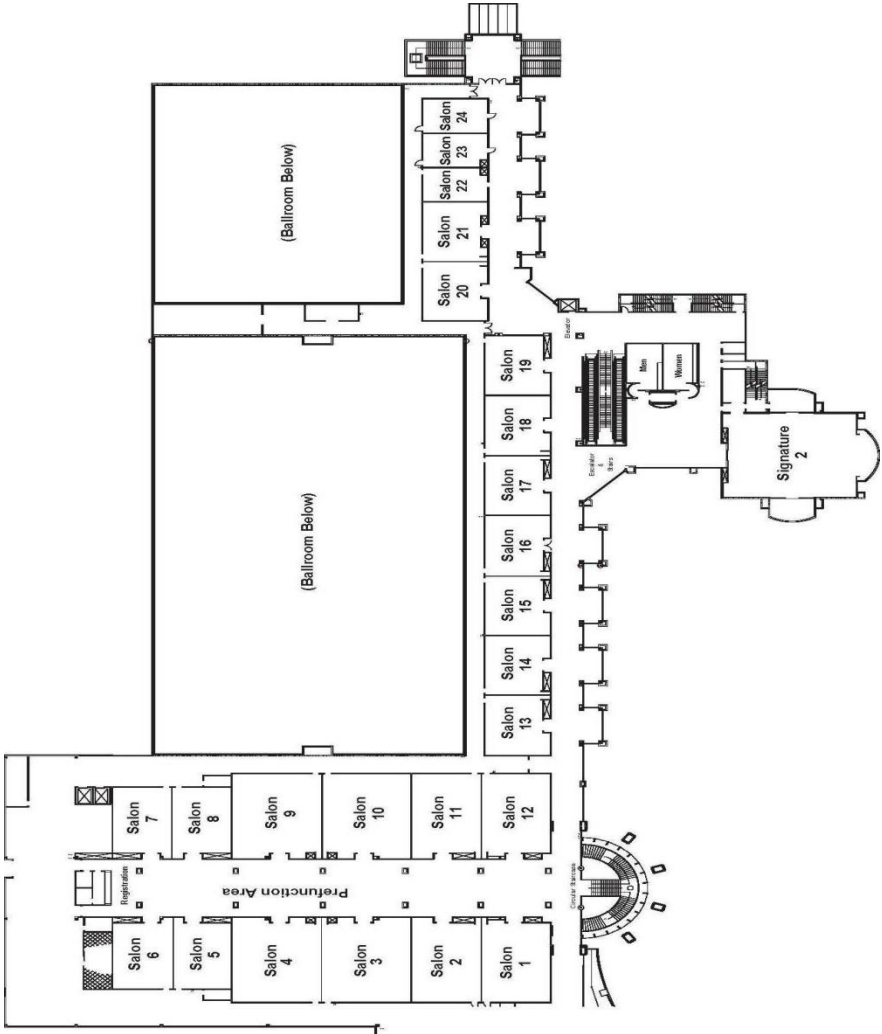 Salon
24
Salon
23
Salon
22
Salon
21
Salon
20
(Ballroom Below)
Elevator
Men
Women
Salon
19
Salon
18
Salon
17
Salon
16
Salon
15
Salon
14
Salon
13
(Ballroom Below)
Escalator
&
Stairs
Signature
2
Salon
7
Salon
8
Salon
9
Salon
10
Salon
11
Salon
12
Registration
Prefunction Area
Circular Staircase
Salon
6
Salon
5
Salon
4
Salon
3
Salon
2
Salon
1